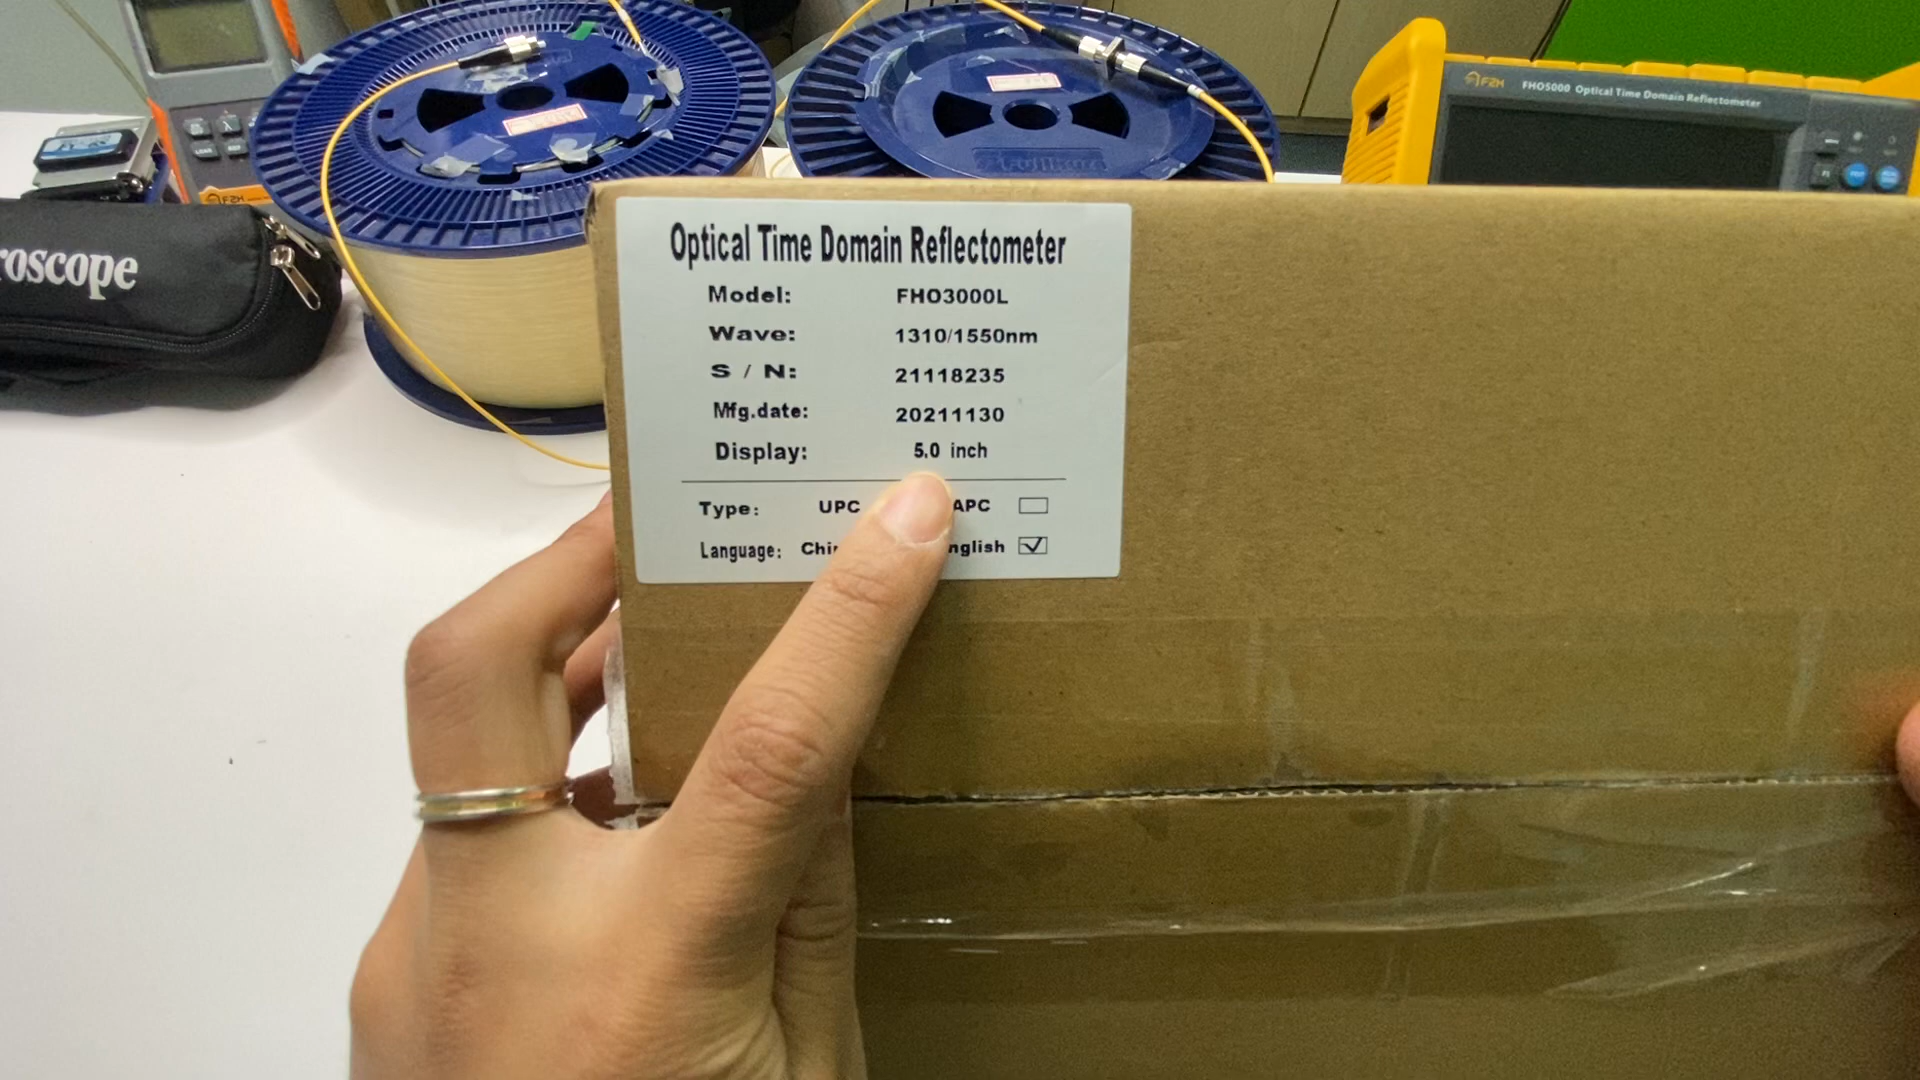 FHO5000 Optical Time Domain Reflectometer
roscope
Optical Time Domain Reflectometer
Model: FHO3000L
Wave: 1310/1550nm
S / N: 21118235
Mfg.date: 20211130
Display: 5.0 inch
Type: UPC APC
Language: Chi nglish